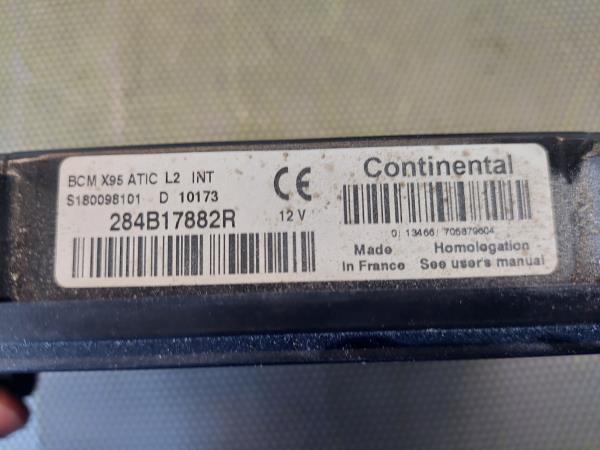 BCM X95 ATIC L2 INT
S180098101 D 10173
284B17882R
CE
12 V
Continental
0 13466 705879604
Made In France
Homologation
See user's manual